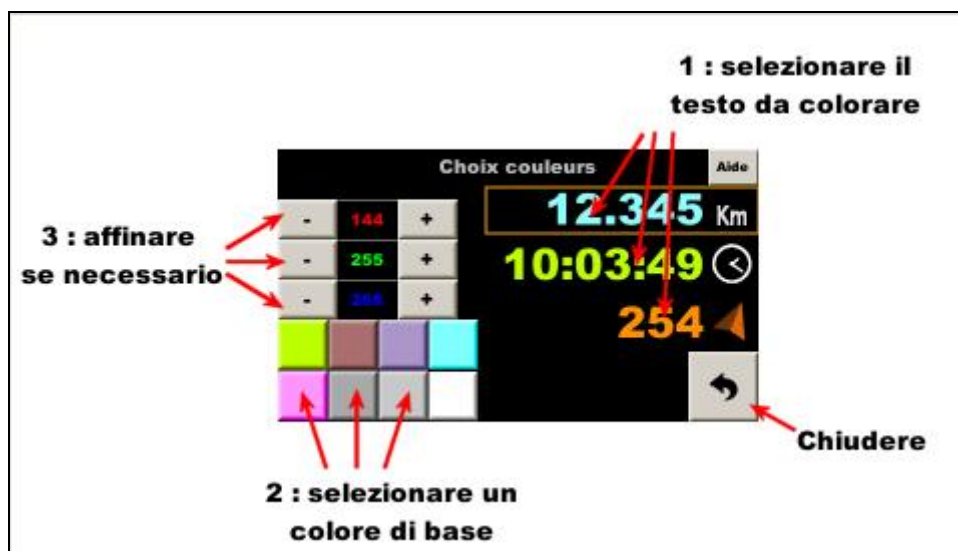 1 : selezionare il
testo da colorare
Choix couleurs
Aide
12.345 Km
- 144 +
3 : affinare
se necessario
- 255 +
10:03:49
- +
254
Chiudere
2 : selezionare un
colore di base